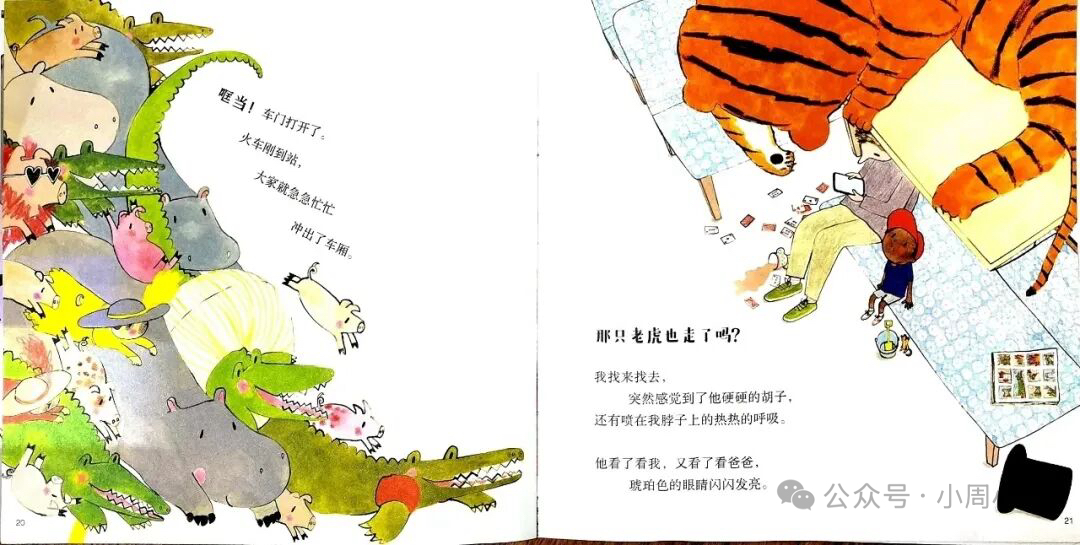 哐当！车门打开了。
火车刚到站，
大家就急急忙忙
冲出了车厢。
20
那只老虎也走了吗？
我找来找去，
突然感觉到了他硬硬的胡子，
还有喷在我脖子上的热热的呼吸。
他看了看我，又看了看爸爸，
琥珀色的眼睛闪闪发亮。
公众号·小周
21